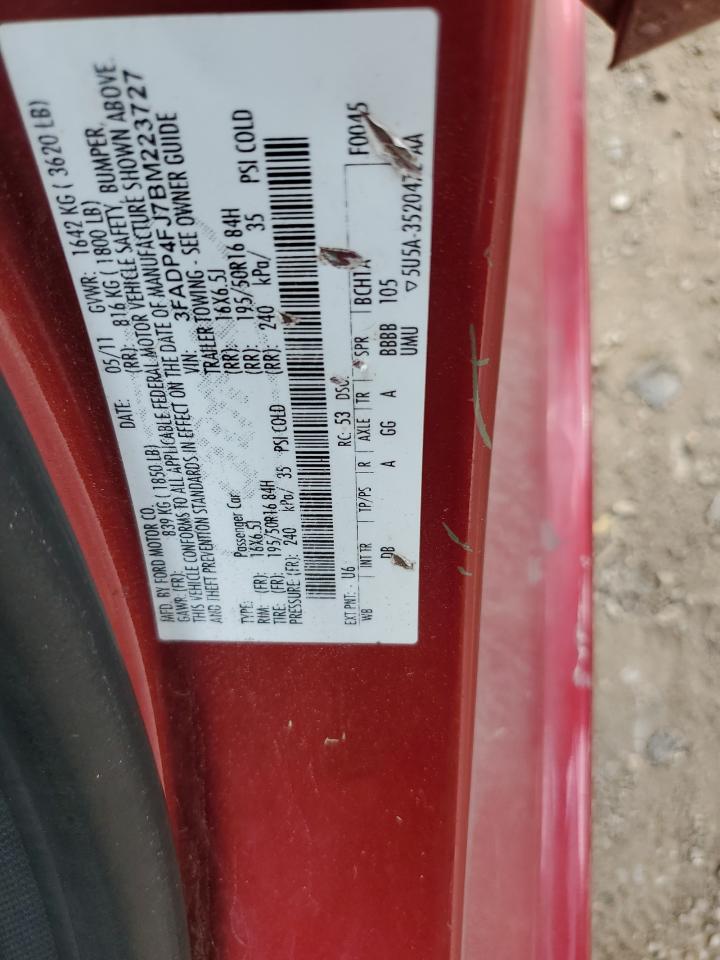 MFD. BY FORD MOTOR CO. DATE: 05/11 GVWR: 1642 KG ( 3620 LB)
GAWR: (FR): 839 KG ( 1850LB) (RR): 816 KG ( 1800 LB)
THIS VEHICLE CONFORMS TO ALL APPLICABLE FEDERAL MOTOR VEHICLE SAFETY, BUMPER,
AND THEFT PREVENTION STANDARDS IN EFFECT ON THE DATE OF MANUFACTURE SHOWN ABOVE.
VIN: 3FADP4FJ7BM223727
TYPE: Passenger Car TRAILER TOWING - SEE OWNER GUIDE
RIM: (FR): 16X6.5J (RR): 16X6.5J
TIRE: (FR): 195/50R16 84H (RR): 195/50R16 84H
PRESSURE (FR): 240 kPa/ 35 PSI COLD (RR): 240 kPa/ 35 PSI COLD
EXT PNT: U6 RC: 53 DSO: F0045
WB INT TR TP/PS R AXLE TR SPR BCH1A
DB A GG A BBBB 105
UMU ▽5U5A-3520472